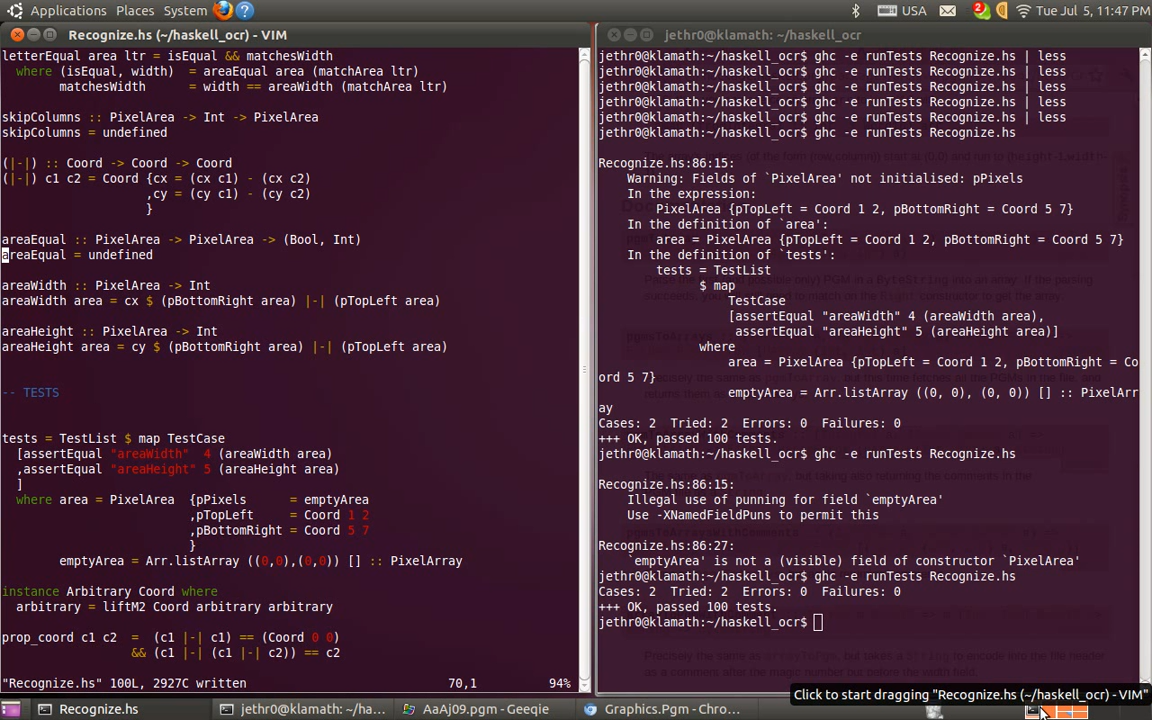 Applications Places System USA 2 Tue Jul 5, 11:47 PM
Recognize.hs (~/haskell_ocr) - VIM
letterEqual area ltr = isEqual && matchesWidth
  where (isEqual, width)  = areaEqual area (matchArea ltr)
        matchesWidth      = width == areaWidth (matchArea ltr)
skipColumns :: PixelArea -> Int -> PixelArea
skipColumns = undefined
(|-|) :: Coord -> Coord -> Coord
(|-|) c1 c2 = Coord {cx = (cx c1) - (cx c2)
                    ,cy = (cy c1) - (cy c2)
                    }
areaEqual :: PixelArea -> PixelArea -> (Bool, Int)
areaEqual = undefined
areaWidth :: PixelArea -> Int
areaWidth area = cx $ (pBottomRight area) |-| (pTopLeft area)
areaHeight :: PixelArea -> Int
areaHeight area = cy $ (pBottomRight area) |-| (pTopLeft area)
-- TESTS
tests = TestList $ map TestCase
  [assertEqual "areaWidth"  4 (areaWidth area)
  ,assertEqual "areaHeight" 5 (areaHeight area)
  ]
  where area = PixelArea  {pPixels      = emptyArea
                          ,pTopLeft     = Coord 1 2
                          ,pBottomRight = Coord 5 7
                          }
        emptyArea = Arr.listArray ((0,0),(0,0)) [] :: PixelArray
instance Arbitrary Coord where
  arbitrary = liftM2 Coord arbitrary arbitrary
prop_coord c1 c2  =  (c1 |-| c1) == (Coord 0 0)
                  && (c1 |-| (c1 |-| c2)) == c2
"Recognize.hs" 100L, 2927C written 70,1 94%
jethr0@klamath: ~/haskell_ocr
jethr0@klamath:~/haskell_ocr$ ghc -e runTests Recognize.hs | less
jethr0@klamath:~/haskell_ocr$ ghc -e runTests Recognize.hs | less
jethr0@klamath:~/haskell_ocr$ ghc -e runTests Recognize.hs | less
jethr0@klamath:~/haskell_ocr$ ghc -e runTests Recognize.hs | less
jethr0@klamath:~/haskell_ocr$ ghc -e runTests Recognize.hs | less
jethr0@klamath:~/haskell_ocr$ ghc -e runTests Recognize.hs
Recognize.hs:86:15:
    Warning: Fields of `PixelArea' not initialised: pPixels
    In the expression:
        PixelArea {pTopLeft = Coord 1 2, pBottomRight = Coord 5 7}
    In the definition of `area':
        area = PixelArea {pTopLeft = Coord 1 2, pBottomRight = Coord 5 7}
    In the definition of `tests':
        tests = TestList
              $ map
                  TestCase
                  [assertEqual "areaWidth" 4 (areaWidth area),
                   assertEqual "areaHeight" 5 (areaHeight area)]
              where
                  area = PixelArea {pTopLeft = Coord 1 2, pBottomRight = Co
ord 5 7}
                  emptyArea = Arr.listArray ((0, 0), (0, 0)) [] :: PixelArr
ay
Cases: 2  Tried: 2  Errors: 0  Failures: 0
+++ OK, passed 100 tests.
jethr0@klamath:~/haskell_ocr$ ghc -e runTests Recognize.hs
Recognize.hs:86:15:
    Illegal use of punning for field `emptyArea'
    Use -XNamedFieldPuns to permit this
Recognize.hs:86:27:
    `emptyArea' is not a (visible) field of constructor `PixelArea'
jethr0@klamath:~/haskell_ocr$ ghc -e runTests Recognize.hs
Cases: 2  Tried: 2  Errors: 0  Failures: 0
+++ OK, passed 100 tests.
jethr0@klamath:~/haskell_ocr$
Click to start dragging "Recognize.hs (~/haskell_ocr) - VIM"
Recognize.hs (~/haskell_ocr)... jethr0@klamath: ~/ha... AaAj09.pgm - Geeqie Graphics.Pgm - Chro...